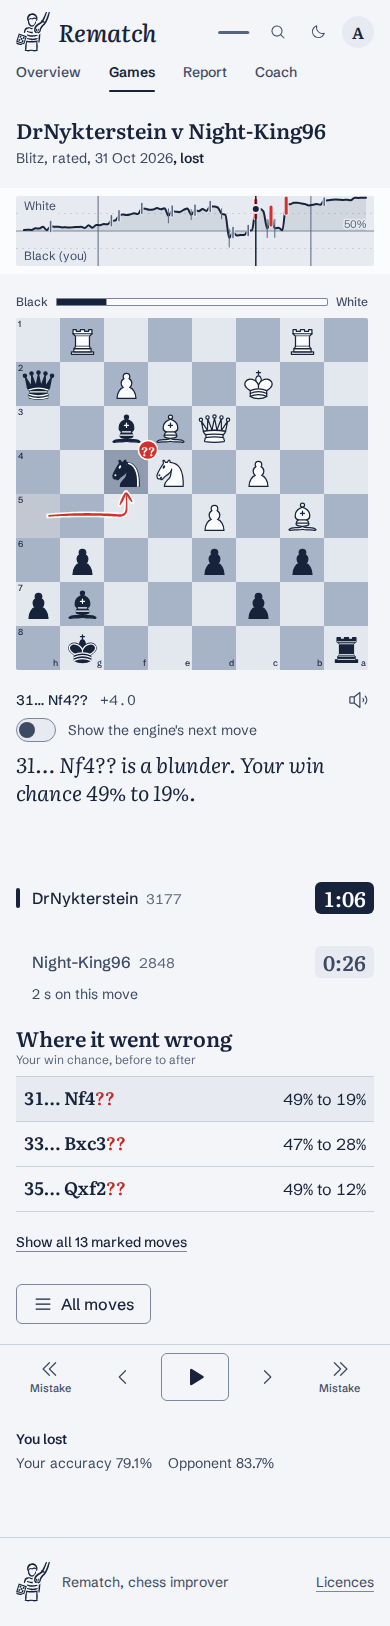 Rematch
A
Overview Games Report Coach
DrNykterstein v Night-King96
Blitz, rated, 31 Oct 2026, lost
White
50%
Black (you)
Black White
1
2
3
??
4
5
6
7
8
h g f e d c b a
31... Nf4?? +4.0
Show the engine's next move
31... Nf4?? is a blunder. Your win
chance 49% to 19%.
DrNykterstein 3177 1:06
Night-King96 2848 0:26
2 s on this move
Where it went wrong
Your win chance, before to after
31... Nf4?? 49% to 19%
33... Bxc3?? 47% to 28%
35... Qxf2?? 49% to 12%
Show all 13 marked moves
All moves
Mistake Mistake
You lost
Your accuracy 79.1% Opponent 83.7%
Rematch, chess improver Licences